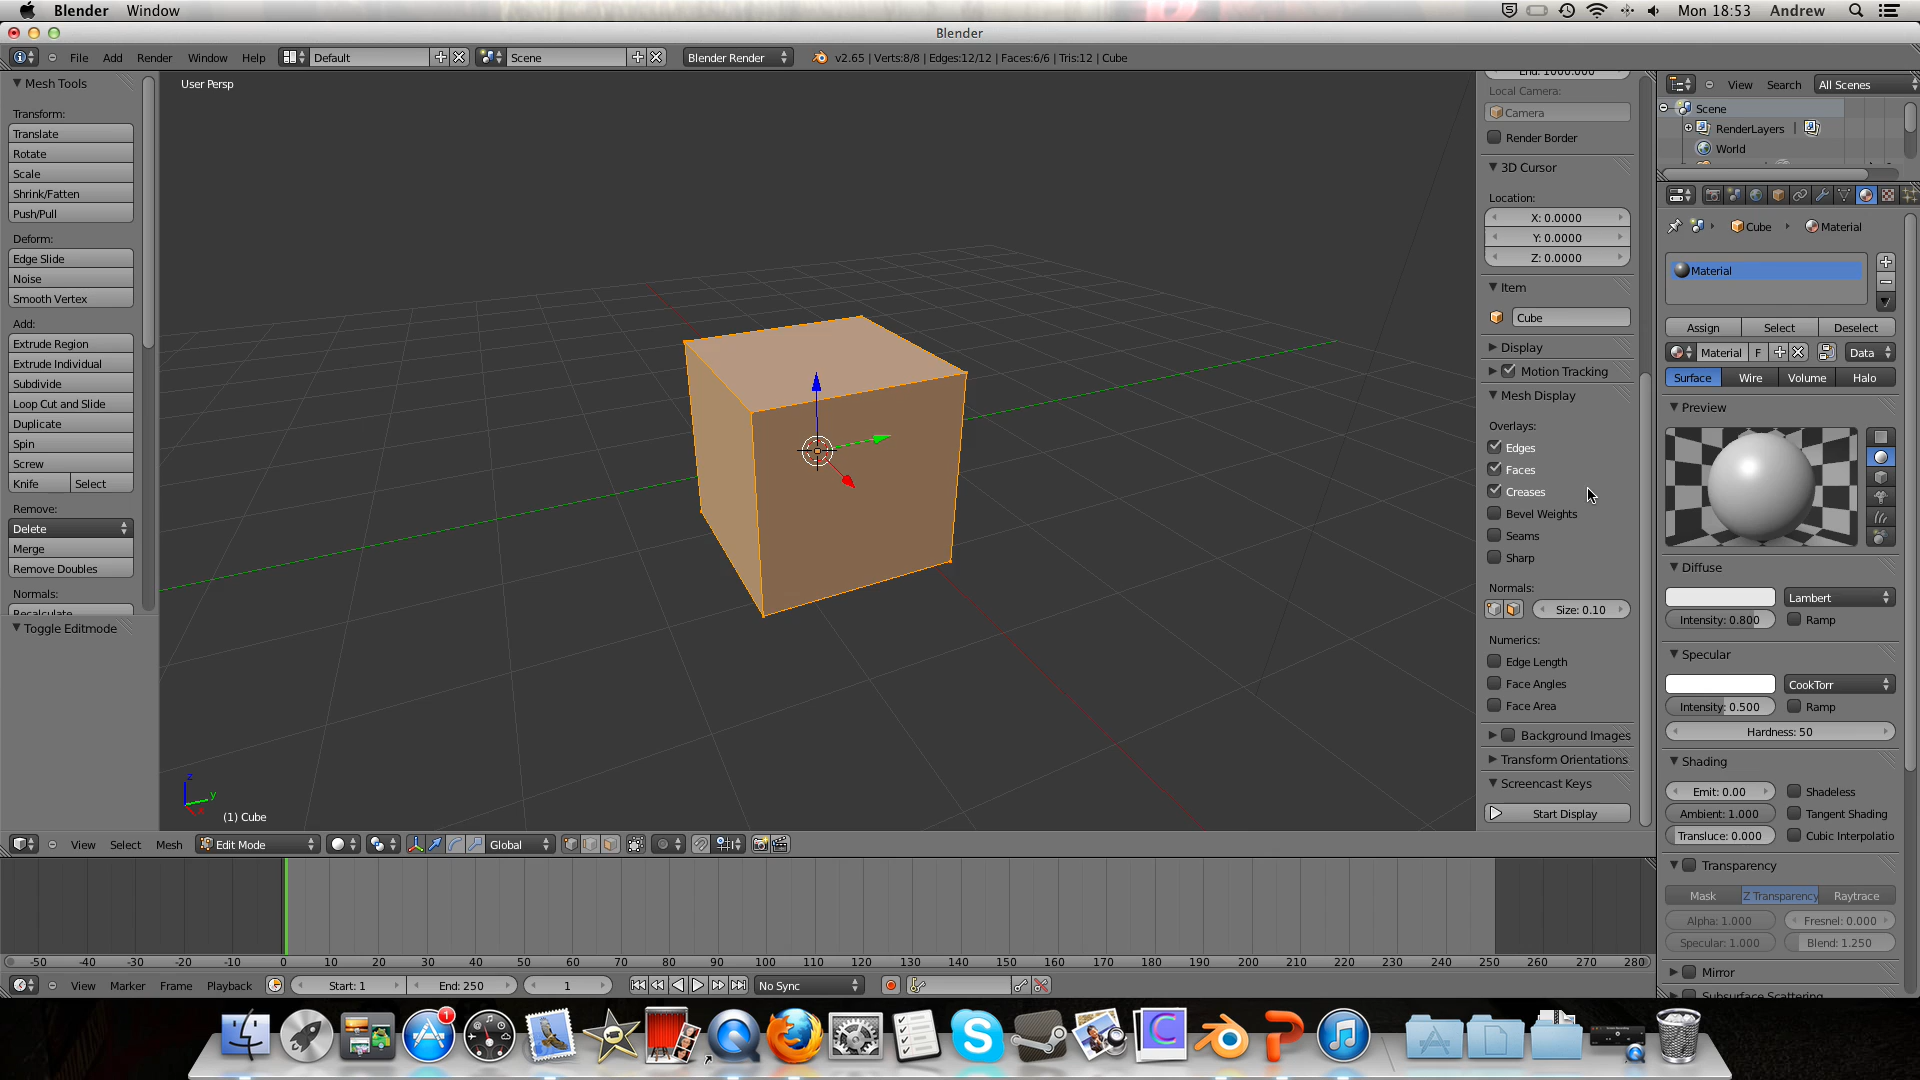 Blender Window
Mon 18:53 Andrew
Blender
File Add Render Window Help Default Scene Blender Render v2.65 | Verts:8/8 | Edges:12/12 | Faces:6/6 | Tris:12 | Cube
Mesh Tools
Transform:
Translate
Rotate
Scale
Shrink/Fatten
Push/Pull
Deform:
Edge Slide
Noise
Smooth Vertex
Add:
Extrude Region
Extrude Individual
Subdivide
Loop Cut and Slide
Duplicate
Spin
Screw
Knife Select
Remove:
Delete
Merge
Remove Doubles
Normals:
Recalculate
Toggle Editmode
User Persp
z
y
x
(1) Cube
End: 1000.000
Local Camera:
Camera
Render Border
3D Cursor
Location:
X: 0.0000
Y: 0.0000
Z: 0.0000
Item
Cube
Display
Motion Tracking
Mesh Display
Overlays:
Edges
Faces
Creases
Bevel Weights
Seams
Sharp
Normals:
Size: 0.10
Numerics:
Edge Length
Face Angles
Face Area
Background Images
Transform Orientations
Screencast Keys
Start Display
View Search All Scenes
Scene
RenderLayers
World
Cube Material
Material
Assign Select Deselect
Material F Data
Surface Wire Volume Halo
Preview
Diffuse
Lambert
Intensity: 0.800 Ramp
Specular
CookTorr
Intensity: 0.500 Ramp
Hardness: 50
Shading
Emit: 0.00 Shadeless
Ambient: 1.000 Tangent Shading
Transluce: 0.000 Cubic Interpolatio
Transparency
Mask Z Transparency Raytrace
Alpha: 1.000 Fresnel: 0.000
Specular: 1.000 Blend: 1.250
Mirror
Subsurface Scattering
View Select Mesh Edit Mode Global
-50 -40 -30 -20 -10 0 10 20 30 40 50 60 70 80 90 100 110 120 130 140 150 160 170 180 190 200 210 220 230 240 250 260 270 280
View Marker Frame Playback Start: 1 End: 250 1 No Sync
1